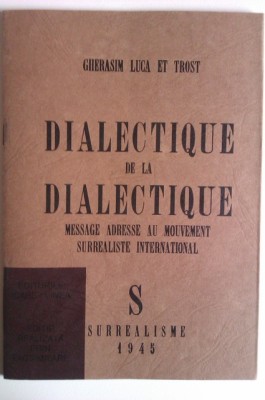 GHERASIM LUCA ET TROST
DIALECTIQUE
DE LA
DIALECTIQUE
MESSAGE ADRESSE AU MOUVEMENT
SURREALISTE INTERNATIONAL
S
SURREALISME
1945